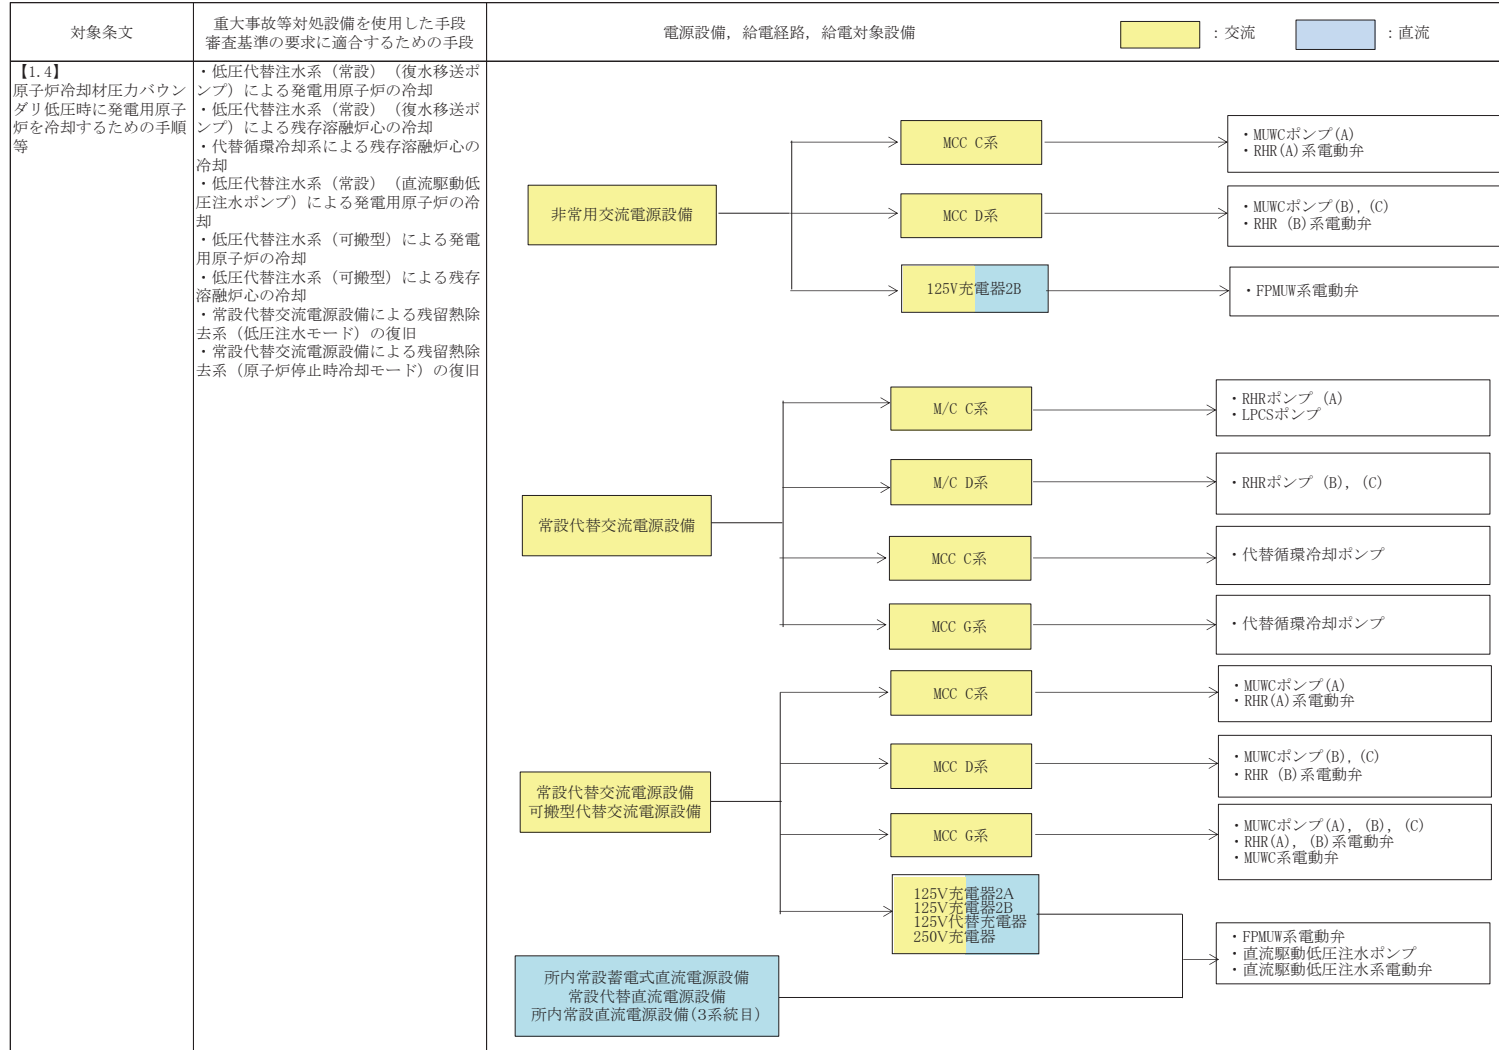 対象条文
重大事故等対処設備を使用した手段
審査基準の要求に適合するための手段
電源設備，給電経路，給電対象設備
：交流
：直流
【1.4】
原子炉冷却材圧力バウン
ダリ低圧時に発電用原子
炉を冷却するための手順
等
・低圧代替注水系（常設）（復水移送ポ
ンプ）による発電用原子炉の冷却
・低圧代替注水系（常設）（復水移送ポ
ンプ）による残存溶融炉心の冷却
・代替循環冷却系による残存溶融炉心の
冷却
・低圧代替注水系（常設）（直流駆動低
圧注水ポンプ）による発電用原子炉の冷
却
・低圧代替注水系（可搬型）による発電
用原子炉の冷却
・低圧代替注水系（可搬型）による残存
溶融炉心の冷却
・常設代替交流電源設備による残留熱除
去系（低圧注水モード）の復旧
・常設代替交流電源設備による残留熱除
去系（原子炉停止時冷却モード）の復旧
非常用交流電源設備
MCC C系
・MUWCポンプ(A)
・RHR(A)系電動弁
MCC D系
・MUWCポンプ(B)，(C)
・RHR (B)系電動弁
125V充電器2B
・FPMUW系電動弁
常設代替交流電源設備
M/C C系
・RHRポンプ (A)
・LPCSポンプ
M/C D系
・RHRポンプ (B)，(C)
MCC C系
・代替循環冷却ポンプ
MCC G系
・代替循環冷却ポンプ
常設代替交流電源設備
可搬型代替交流電源設備
MCC C系
・MUWCポンプ(A)
・RHR(A)系電動弁
MCC D系
・MUWCポンプ(B)，(C)
・RHR (B)系電動弁
MCC G系
・MUWCポンプ(A)，(B)，(C)
・RHR(A)，(B)系電動弁
・MUWC系電動弁
125V充電器2A
125V充電器2B
125V代替充電器
250V充電器
・FPMUW系電動弁
・直流駆動低圧注水ポンプ
・直流駆動低圧注水系電動弁
所内常設蓄電式直流電源設備
常設代替直流電源設備
所内常設直流電源設備(3系統目)